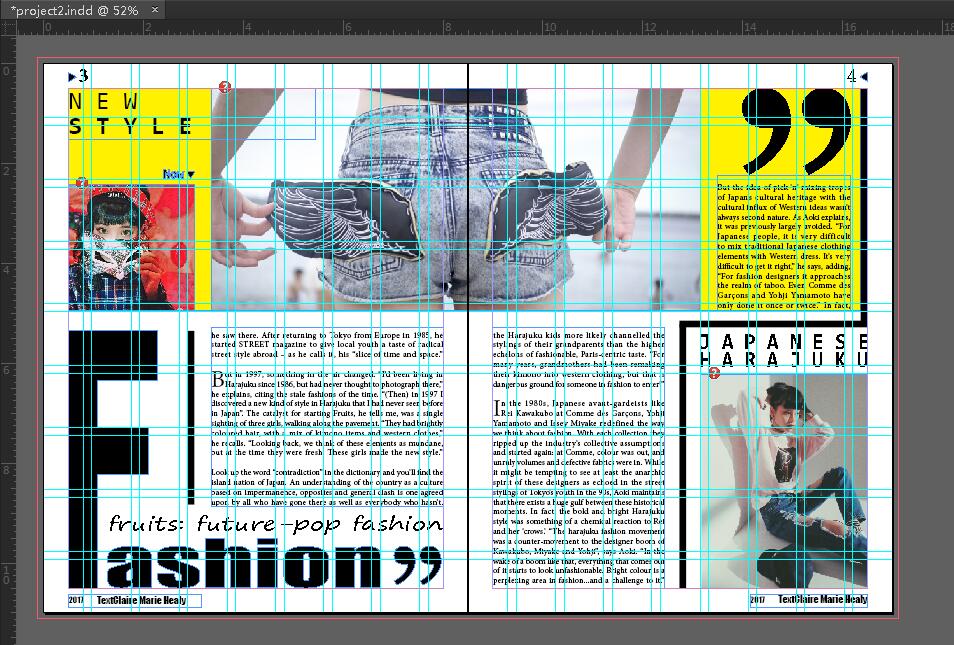 *project2.indd @ 52% ×
0 2 4 6 8 10 12 14 16 18
0
2
4
6
8
10
3
4
NEW
STYLE
Now ▼
But the idea of pick ‘n’ mixing tropes
of Japan's cultural heritage with the
cultural influx of Western ideas wasn't
always second nature. As Aoki explains,
it was previously largely avoided. “For
Japanese people, it is very difficult
to mix traditional Japanese clothing
elements with Western dress. It's very
difficult to get it right,” he says, adding,
“For fashion designers it approaches
the realm of taboo. Even Comme des
Garçons and Yohji Yamamoto have
only done it once or twice.” In fact,
he saw there. After returning to Tokyo from Europe in 1985, he
started STREET magazine to give local youth a taste of radical
street style abroad – as he calls it, his “slice of time and space.”
But in 1997, something in the air changed. “I'd been living in
Harajuku since 1986, but had never thought to photograph there,”
he explains, citing the stale fashions of the time. “(Then) in 1997 I
discovered a new kind of style in Harajuku that I had never seen before
in Japan”. The catalyst for starting Fruits, he tells me, was a single
sighting of three girls, walking along the pavement. “They had brightly
coloured hair, with a mix of kimono items and western clothes,”
he recalls. “Looking back, we think of these elements as mundane,
but at the time they were fresh. These girls made the new style.”
Look up the word “contradiction” in the dictionary and you'll find the
island nation of Japan. An understanding of the country as a culture
based on impermanence, opposites and general clash is one agreed
upon by all who have gone there as well as everybody who hasn't.
fruits: future-pop fashion
F
ashion”
2017 TextGlaire Marie Healy
the Harajuku kids more likely channelled the
stylings of their grandparents than the higher
echelons of fashionable, Paris-centric taste. “For
many years, grandmothers had been remaking
their kimono into western clothing, but that is
dangerous ground for someone in fashion to enter”
In the 1980s, Japanese avant-gardeists like
Rei Kawakubo at Comme des Garçons, Yohji
Yamamoto and Issey Miyake redefined the way
we think about fashion. With each collection, they
ripped up the industry's collective assumptions
and started again: at Comme, colour was out, and
unruly volumes and defective fabrics were in. While
it might be tempting to see at least the anarchic
spirit of these designers as echoed in the street
stylings of Tokyo's youth in the 90s, Aoki maintains
that there exists a huge gulf between these historical
moments. In fact, the bold and bright Harajuku
style was something of a chemical reaction to Rei
and her ‘crows’. “The harajuku fashion movement
was a counter-movement to the designer boom of
Kawakubo, Miyake and Yohji”, says Aoki. “In the
wake of a boom like that, everything that comes out
of it starts to look unfashionable. Bright colour is a
perplexing area in fashion...and a challenge to it.”
”
JAPANESE
HARAJUKU
2017 TextGlaire Marie Healy